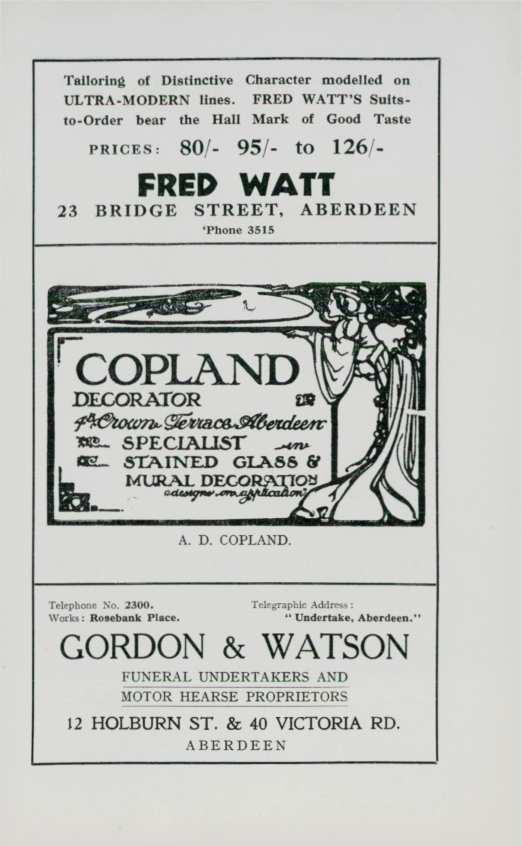 Tailoring of Distinctive Character modelled on
ULTRA-MODERN lines. FRED WATT'S Suits-
to-Order bear the Hall Mark of Good Taste
PRICES: 80/- 95/- to 126/-
FRED WATT
23 BRIDGE STREET, ABERDEEN
'Phone 3515
COPLAND
DECORATOR
4A Crown Terrace Aberdeen
SPECIALIST in
STAINED GLASS &
MURAL DECORATION
designs on application
A. D. COPLAND.
Telephone No. 2300. Telegraphic Address:
Works: Rosebank Place. "Undertake, Aberdeen."
GORDON & WATSON
FUNERAL UNDERTAKERS AND
MOTOR HEARSE PROPRIETORS
12 HOLBURN ST. & 40 VICTORIA RD.
ABERDEEN